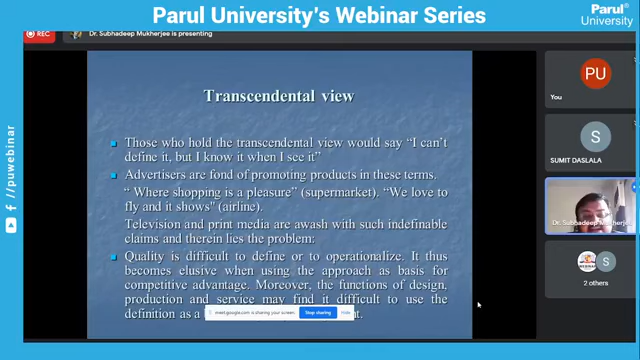 Parul University's Webinar Series
Parul®
University
REC
Dr. Subhadeep Mukherjee is presenting
Transcendental view
Those who hold the transcendental view would say "I can't
define it, but I know it when I see it"
Advertisers are fond of promoting products in these terms.
" Where shopping is a pleasure" (supermarket). "We love to
fly and it shows" (airline).
Television and print media are awash with such indefinable
claims and therein lies the problem:
Quality is difficult to define or to operationalize. It thus
becomes elusive when using the approach as basis for
competitive advantage. Moreover, the functions of design,
production and service may find it difficult to use the
definition as a
meet.google.com is sharing your screen.
Stop sharing
Hide
PU
You
S
SUMIT DASLALA
Dr. Subhadeep Mukherjee
S
2 others
/puwebinar